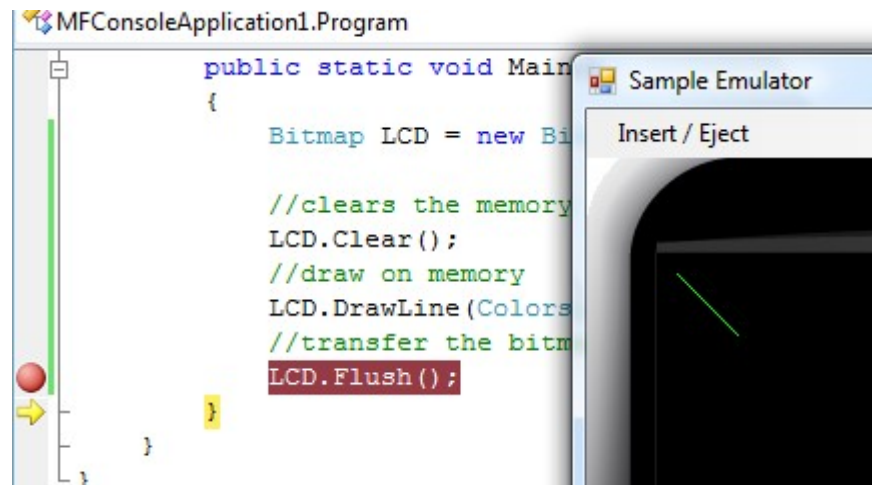 MFConsoleApplication1.Program
public static void Main
{
Bitmap LCD = new Bi
//clears the memory
LCD.Clear();
//draw on memory
LCD.DrawLine(Colors
//transfer the bitm
LCD.Flush();
}
}
}
Sample Emulator
Insert / Eject